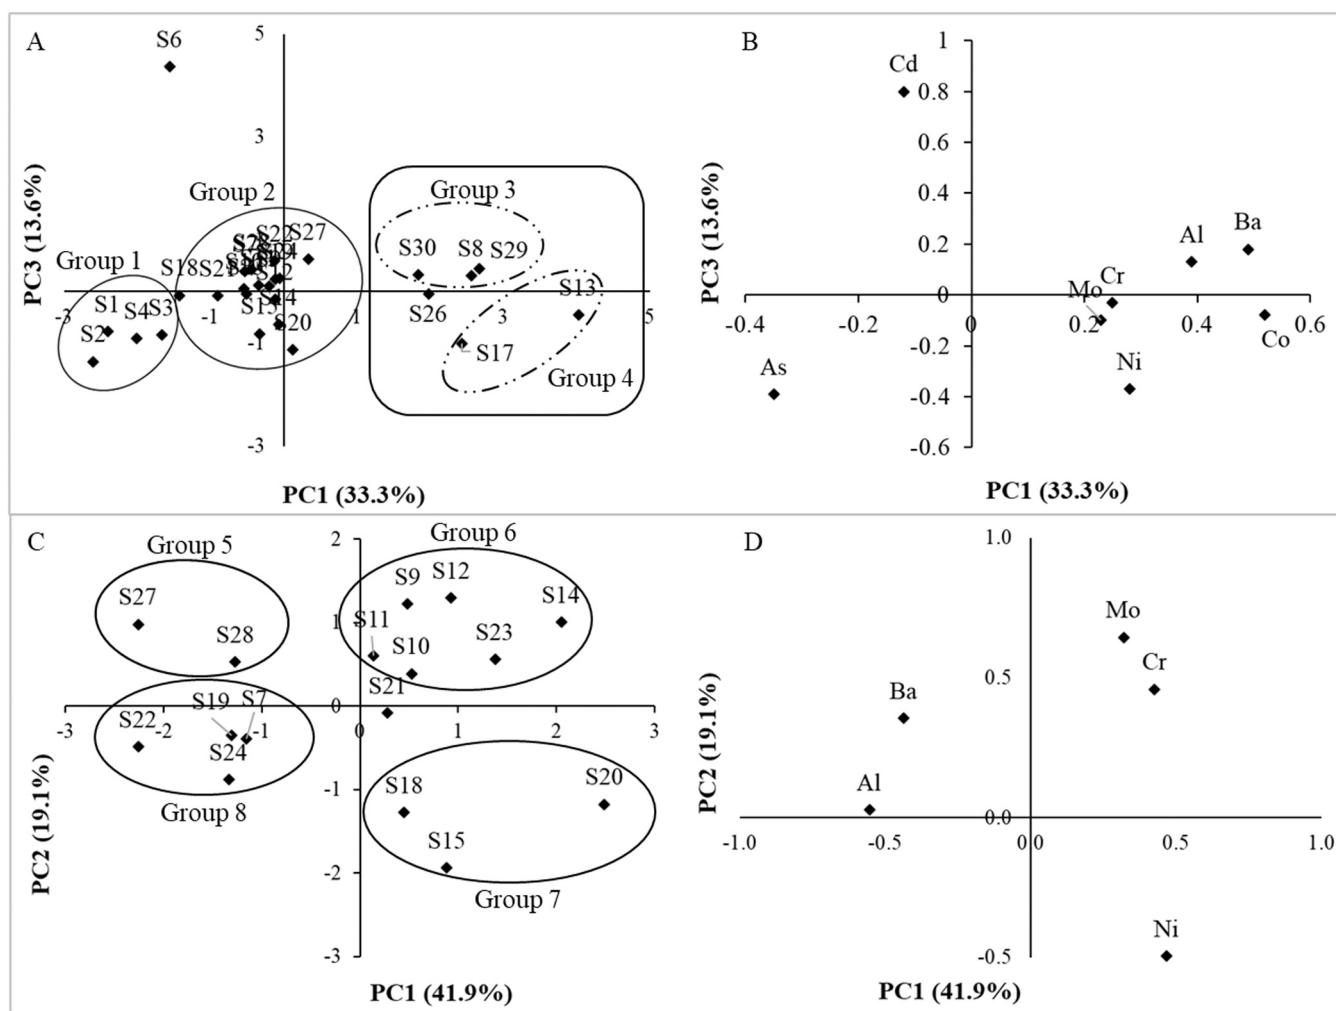 A
S6
5
3
Group 2
Group 3
Group 1
S22
S27
S30
S8
S29
S18
S21
S12
S1
S4
S3
S2
S15
S14
S20
S13
S26
S17
Group 4
-3
-1
1
3
5
-1
-3
PC3 (13.6%)
PC1 (33.3%)
B
1
Cd
0.8
0.6
0.4
0.2
0
Al
Ba
Cr
Mo
Co
Ni
As
-0.4
-0.2
0
0.2
0.4
0.6
-0.2
-0.4
-0.6
PC3 (13.6%)
PC1 (33.3%)
C
Group 5
Group 6
2
S27
S28
S9
S12
S14
1
S11
S10
S23
S21
0
-3
-2
-1
0
1
2
3
S22
S19
S7
S24
Group 8
-1
S18
S20
S15
-2
Group 7
-3
PC2 (19.1%)
PC1 (41.9%)
D
1.0
Mo
Cr
0.5
Ba
Al
0.0
-1.0
-0.5
0.0
0.5
1.0
Ni
-0.5
PC2 (19.1%)
PC1 (41.9%)